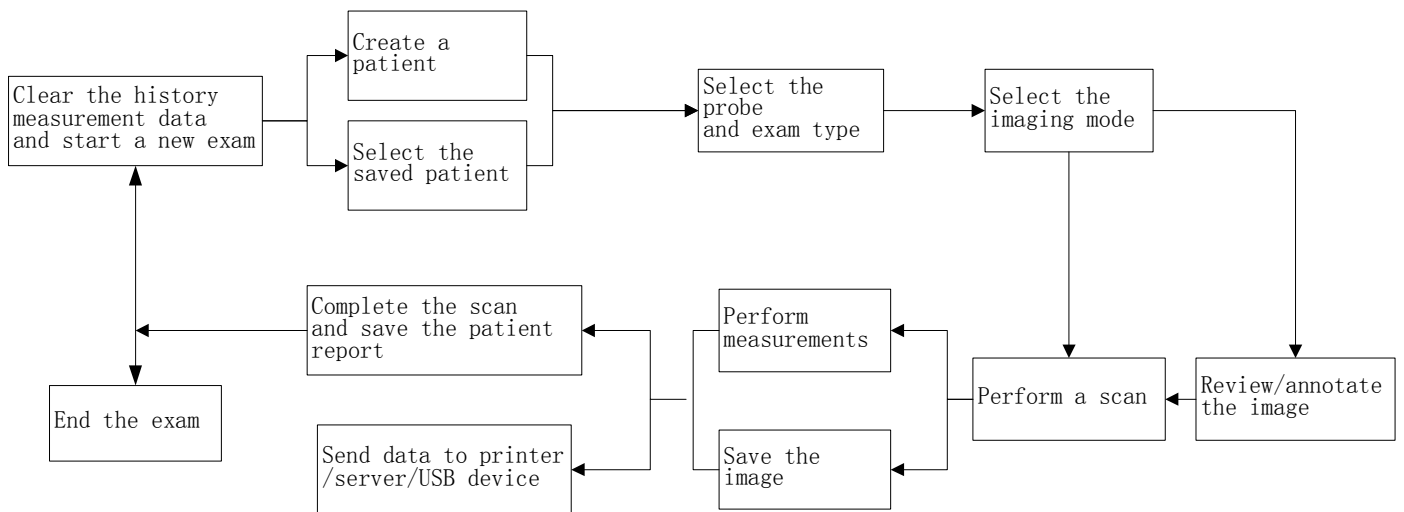 Clear the history
measurement data
and start a new exam
Create a
patient
Select the
saved patient
Select the
probe
and exam type
Select the
imaging mode
Review/annotate
the image
Perform a scan
Perform
measurements
Save the
image
Complete the scan
and save the patient
report
Send data to printer
/server/USB device
End the exam